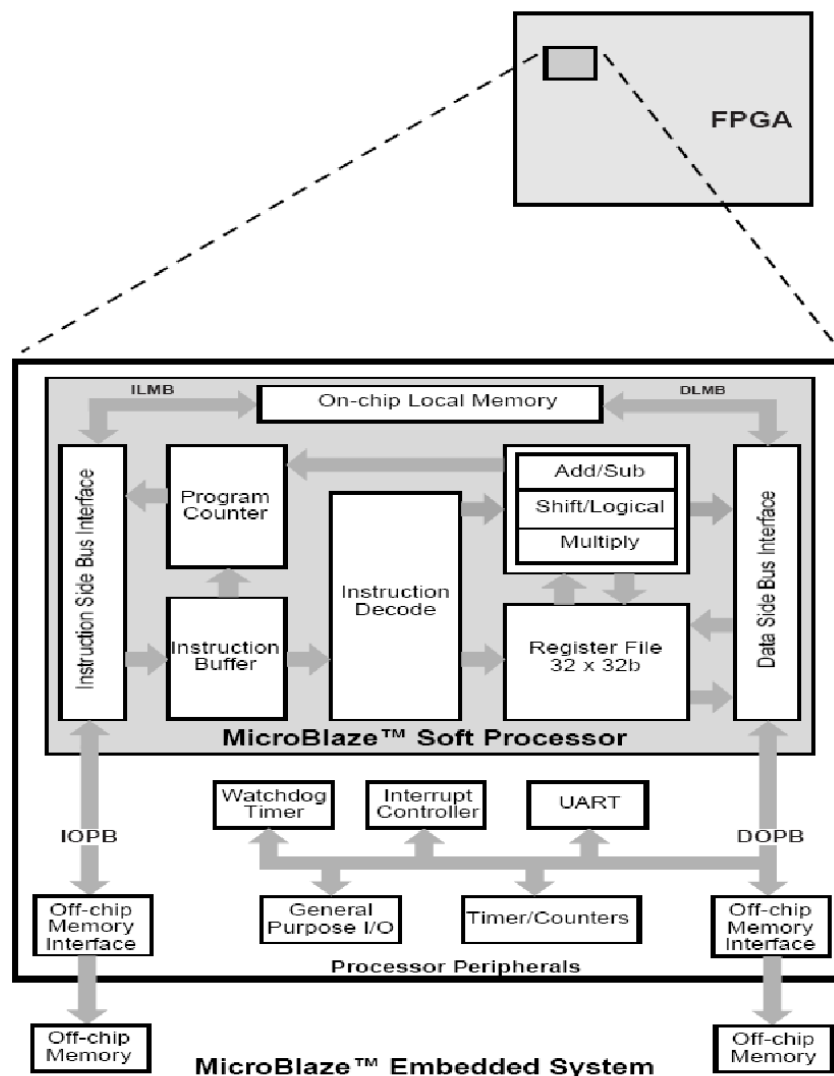 FPGA
ILMB
On-chip Local Memory
DLMB
Instruction Side Bus Interface
Program
Counter
Add/Sub
Shift/Logical
Multiply
Data Side Bus Interface
Instruction
Decode
Instruction
Buffer
Register File
32 x 32b
MicroBlaze™ Soft Processor
Watchdog
Timer
Interrupt
Controller
UART
IOPB
DOPB
Off-chip
Memory
Interface
General
Purpose I/O
Timer/Counters
Off-chip
Memory
Interface
Processor Peripherals
Off-chip
Memory
Off-chip
Memory
MicroBlaze™ Embedded System